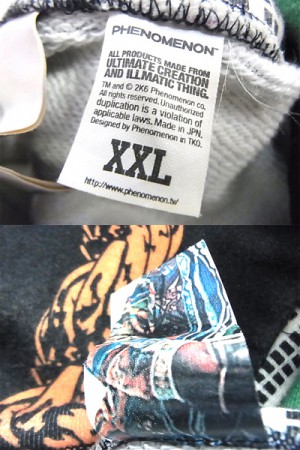 PHENOMENON™
ALL PRODUCTS MADE FROM
ULTIMATE CREATION
AND ILLMATIC THING.
TM and © 2K6 Phenomenon co.
All rights reserved. Unauthorized
duplication is a violation of
applicable laws. Made in JPN.
Designed by Phenomenon in TKO.
XXL
http://www.phenomenon.tv/